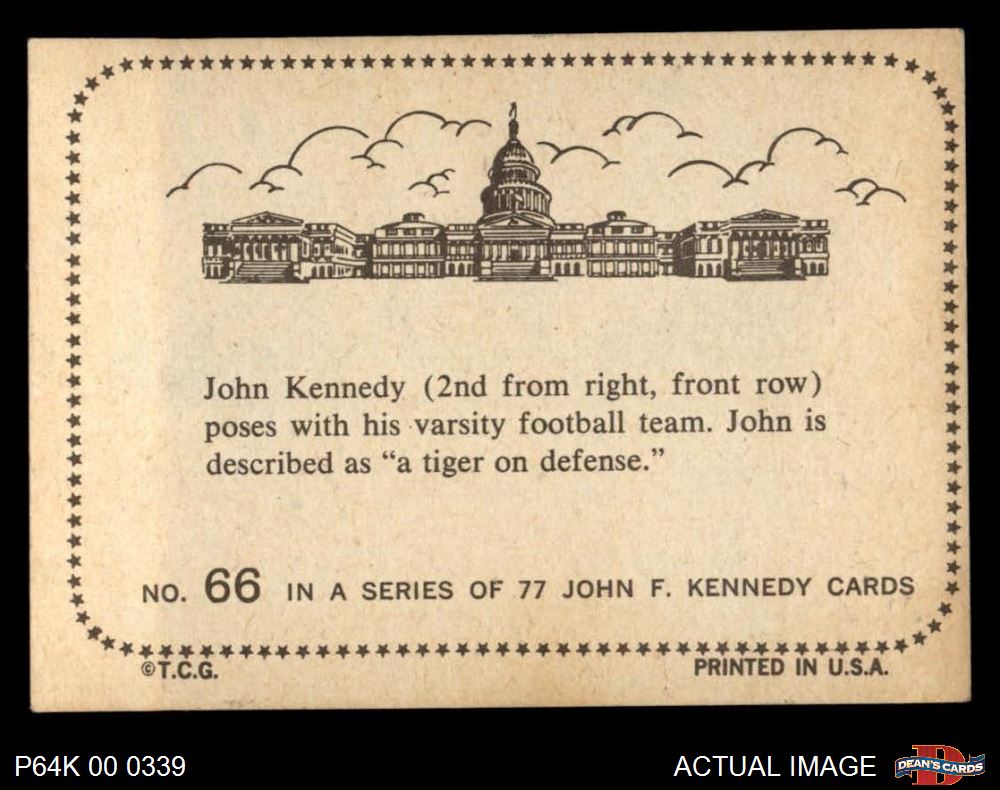 John Kennedy (2nd from right, front row)
poses with his varsity football team. John is
described as “a tiger on defense.”
NO. 66 IN A SERIES OF 77 JOHN F. KENNEDY CARDS
©T.C.G. PRINTED IN U.S.A.
P64K 00 0339 ACTUAL IMAGE DEAN'S CARDS